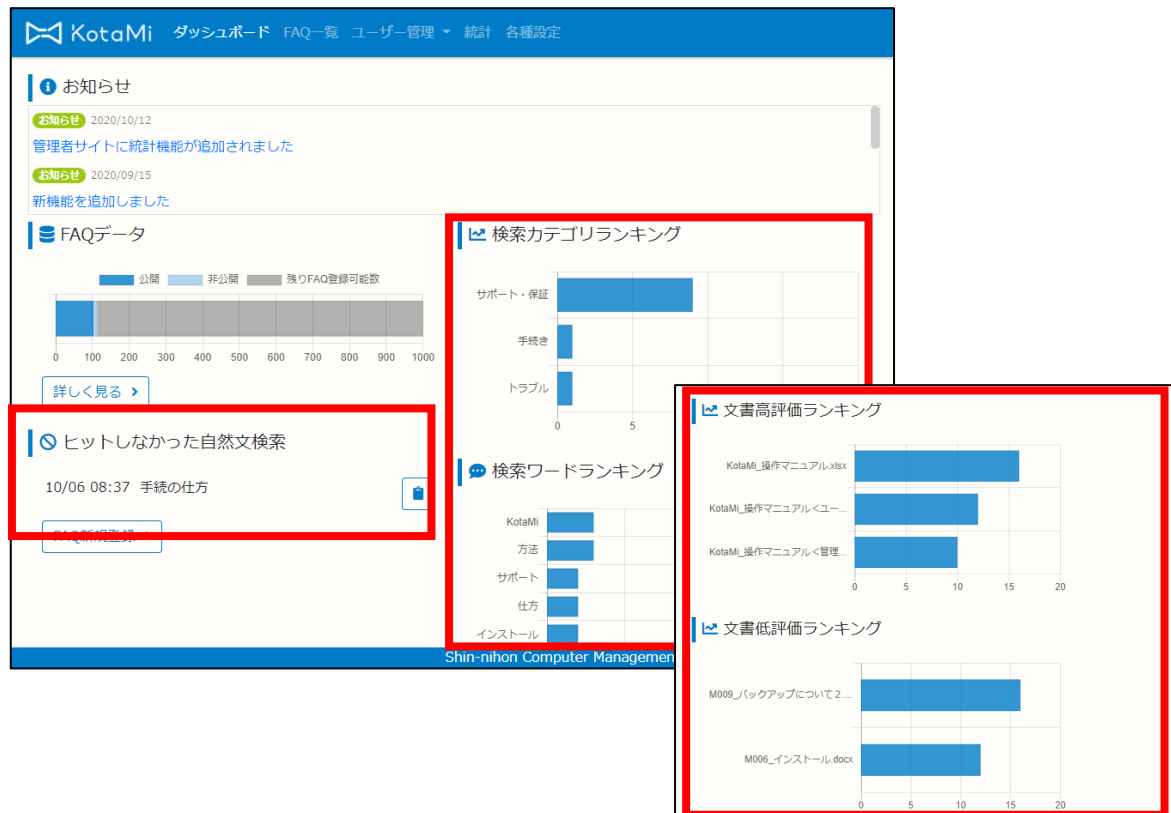 KotaMi ダッシュボード FAQ一覧 ユーザー管理 統計 各種設定
お知らせ
お知らせ 2020/10/12
管理者サイトに統計機能が追加されました
お知らせ 2020/09/15
新機能を追加しました
FAQデータ
公開 非公開 残りFAQ登録可能数
0 100 200 300 400 500 600 700 800 900 1000
詳しく見る
ヒットしなかった自然文検索
10/06 08:37 手続の仕方
FAQ新規登録
検索カテゴリランキング
サポート・保証
手続き
トラブル
0 5
検索ワードランキング
KotaMi
方法
サポート
仕方
インストール
Shin-nihon Computer Managemen
文書高評価ランキング
KotaMi_操作マニュアル.xlsx
KotaMi_操作マニュアル<ユー...
KotaMi_操作マニュアル<管理...
0 5 10 15 20
文書低評価ランキング
M009_バックアップについて２....
M006_インストール.docx
0 5 10 15 20